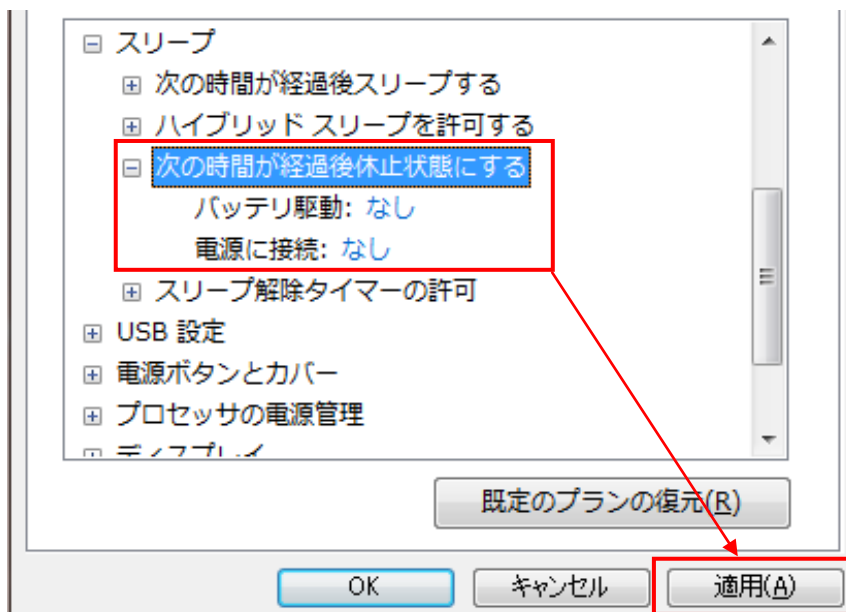 スリープ
次の時間が経過後スリープする
ハイブリッド スリープを許可する
次の時間が経過後休止状態にする
バッテリ駆動: なし
電源に接続: なし
スリープ解除タイマーの許可
USB 設定
電源ボタンとカバー
プロセッサの電源管理
ディスプレイ
既定のプランの復元(R)
OK キャンセル 適用(A)